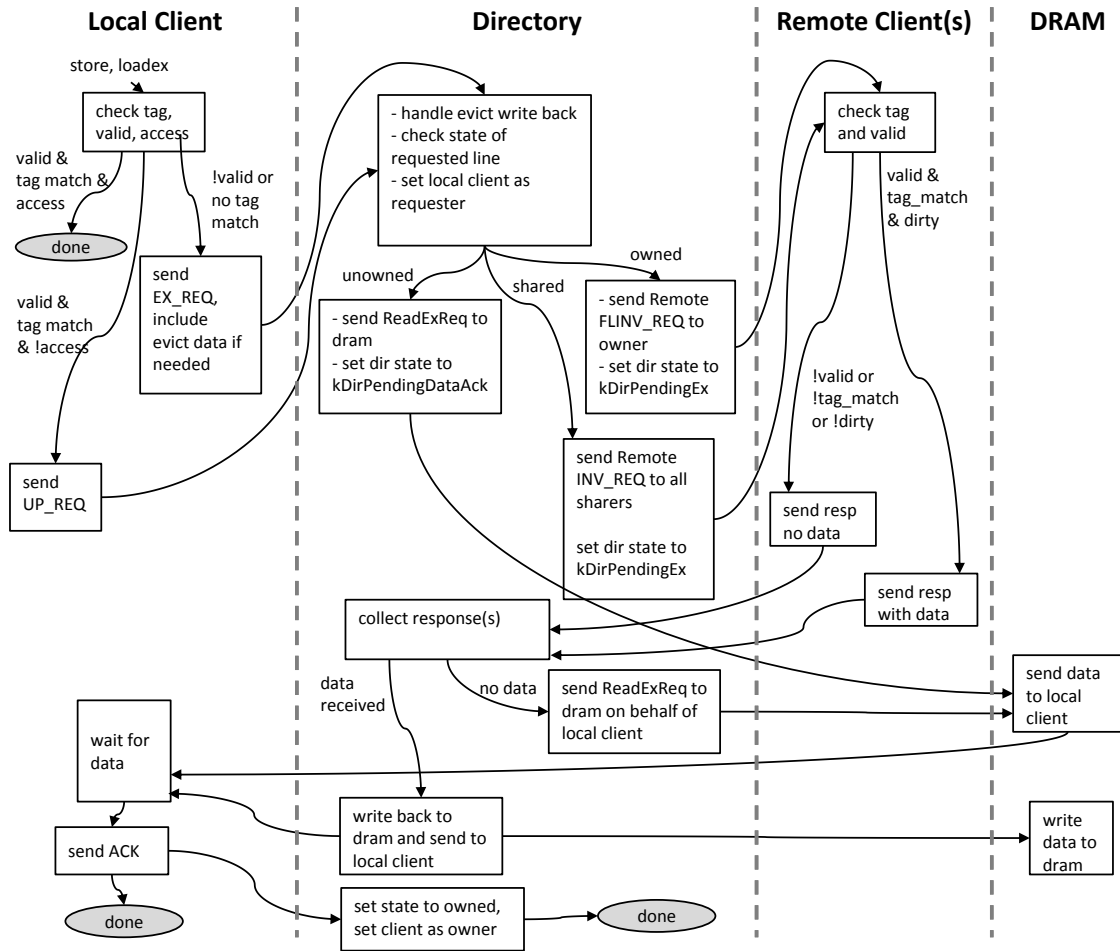 Local Client
Directory
Remote Client(s)
DRAM
store, loadex
check tag,
valid, access
valid &
tag match &
access
!valid or
no tag
match
done
valid &
tag match
& !access
send
EX_REQ,
include
evict data if
needed
send
UP_REQ
- handle evict write back
- check state of
requested line
- set local client as
requester
unowned
shared
owned
- send ReadExReq to
dram
- set dir state to
kDirPendingDataAck
- send Remote
FLINV_REQ to
owner
- set dir state to
kDirPendingEx
send Remote
INV_REQ to all
sharers
set dir state to
kDirPendingEx
check tag
and valid
valid &
tag_match
& dirty
!valid or
!tag_match
or !dirty
send resp
no data
send resp
with data
collect response(s)
data
received
no data
send ReadExReq to
dram on behalf of
local client
send data
to local
client
wait for
data
write back to
dram and send to
local client
write
data to
dram
send ACK
done
set state to owned,
set client as owner
done